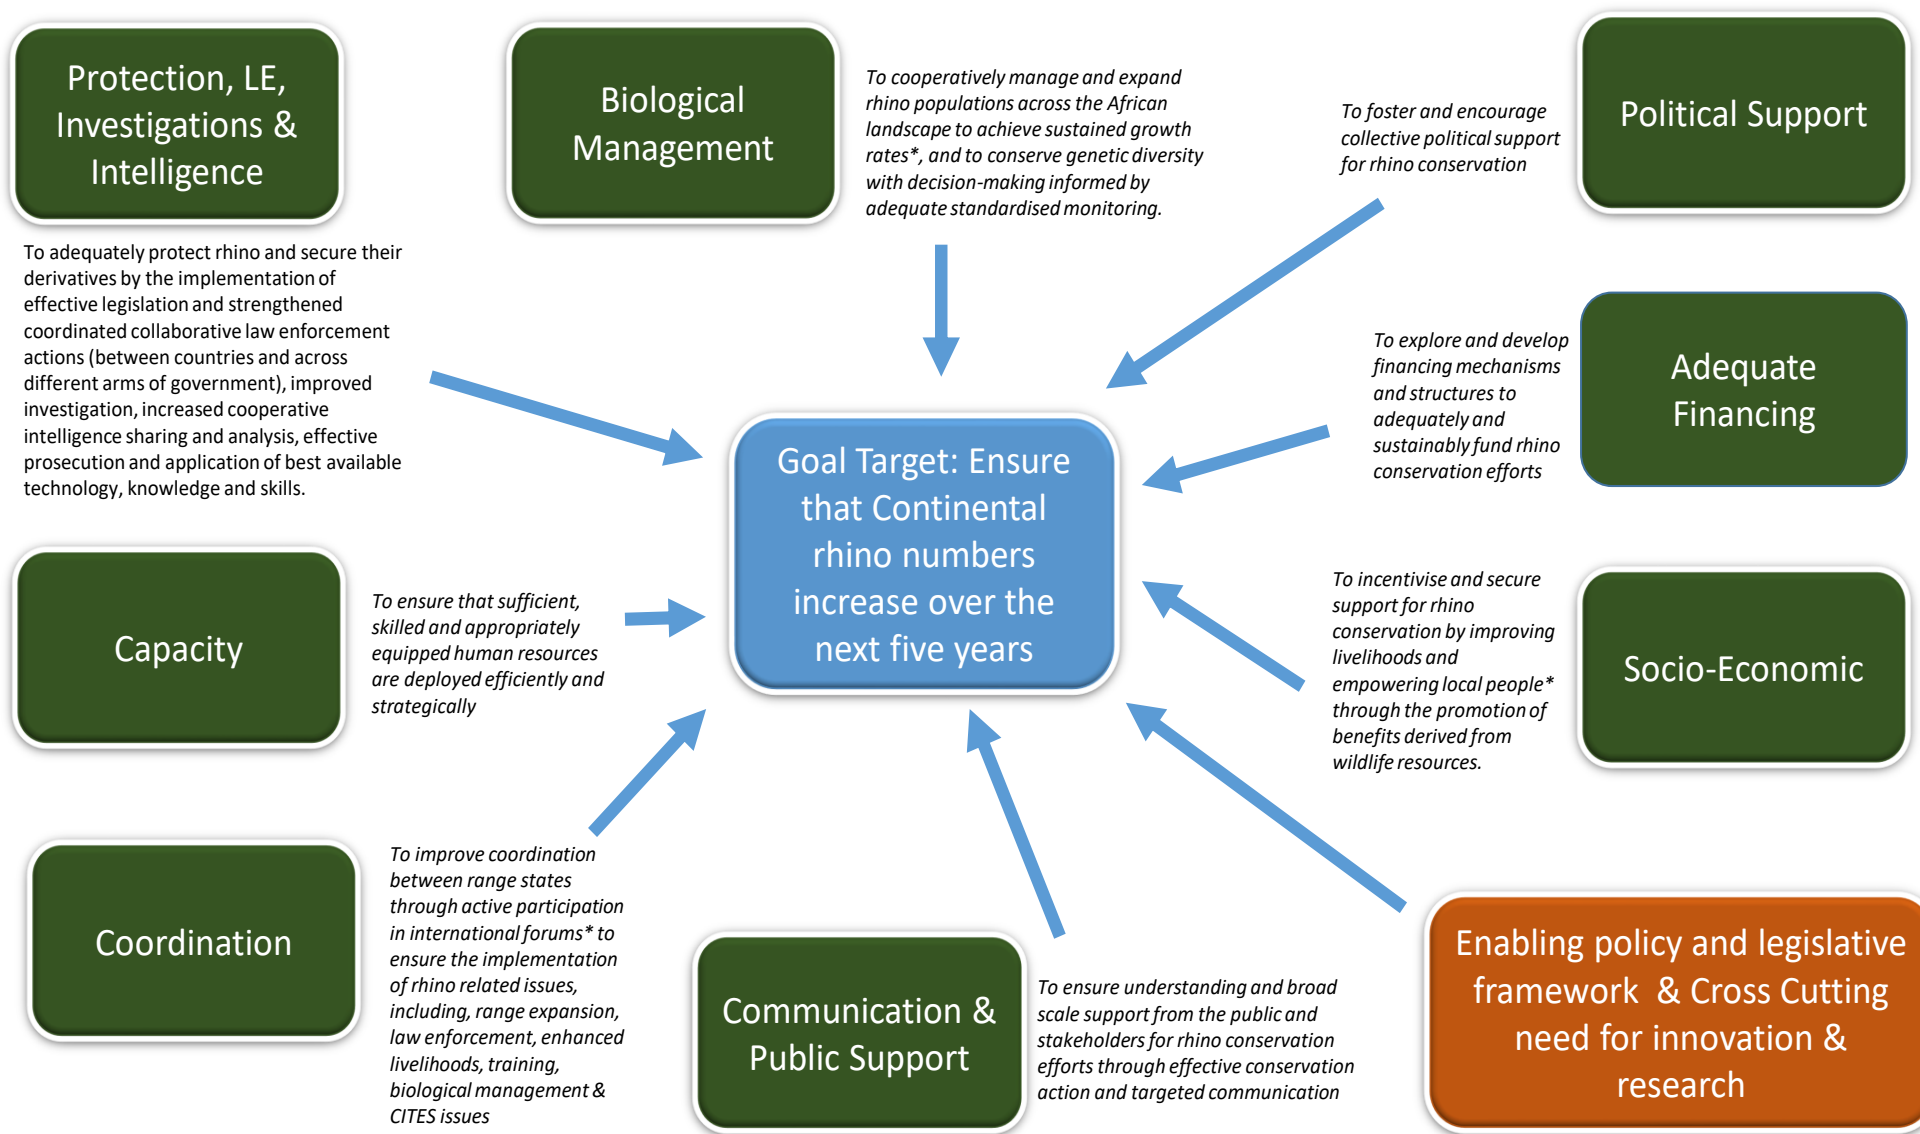 Protection, LE,
Investigations &
Intelligence
To adequately protect rhino and secure their
derivatives by the implementation of
effective legislation and strengthened
coordinated collaborative law enforcement
actions (between countries and across
different arms of government), improved
investigation, increased cooperative
intelligence sharing and analysis, effective
prosecution and application of best available
technology, knowledge and skills.
Biological
Management
To cooperatively manage and expand
rhino populations across the African
landscape to achieve sustained growth
rates*, and to conserve genetic diversity
with decision-making informed by
adequate standardised monitoring.
To foster and encourage
collective political support
for rhino conservation
Political Support
To explore and develop
financing mechanisms
and structures to
adequately and
sustainably fund rhino
conservation efforts
Adequate
Financing
Goal Target: Ensure
that Continental
rhino numbers
increase over the
next five years
Capacity
To ensure that sufficient,
skilled and appropriately
equipped human resources
are deployed efficiently and
strategically
To incentivise and secure
support for rhino
conservation by improving
livelihoods and
empowering local people*
through the promotion of
benefits derived from
wildlife resources.
Socio-Economic
Coordination
To improve coordination
between range states
through active participation
in international forums* to
ensure the implementation
of rhino related issues,
including, range expansion,
law enforcement, enhanced
livelihoods, training,
biological management &
CITES issues
Communication &
Public Support
To ensure understanding and broad
scale support from the public and
stakeholders for rhino conservation
efforts through effective conservation
action and targeted communication
Enabling policy and legislative
framework & Cross Cutting
need for innovation &
research